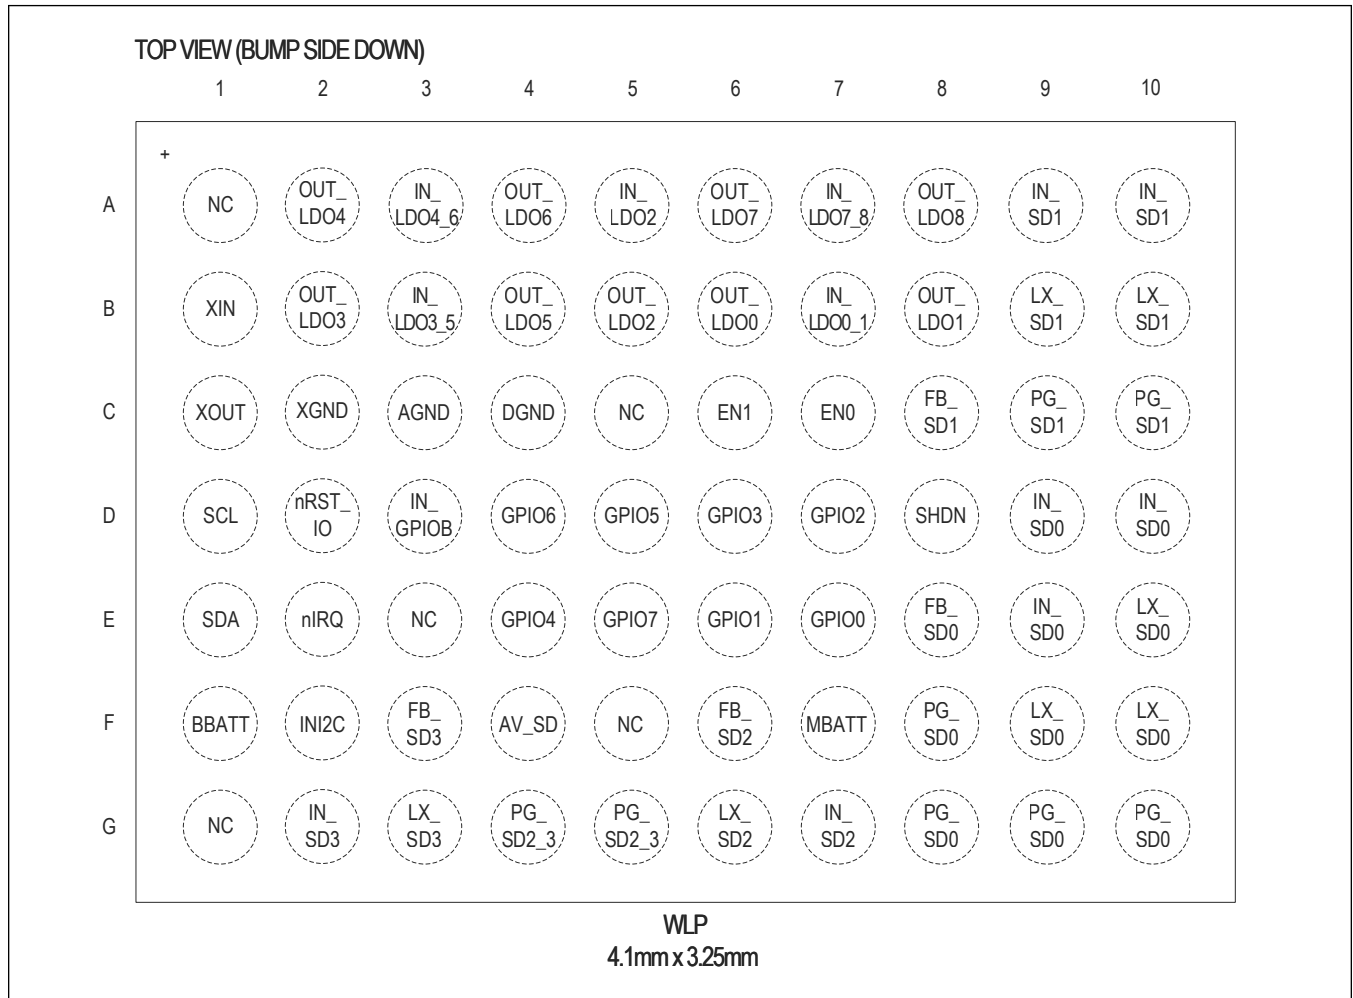 TOP VIEW (BUMP SIDE DOWN)
1 2 3 4 5 6 7 8 9 10
+
A NC OUT_ IN_ OUT_ IN_ OUT_ IN_ OUT_ IN_ IN_
LDO4 LDO4_6 LDO6 LDO2 LDO7 LDO7_8 LDO8 SD1 SD1
B XIN OUT_ IN_ OUT_ OUT_ OUT_ IN_ OUT_ LX_ LX_
LDO3 LDO3_5 LDO5 LDO2 LDO0 LDO0_1 LDO1 SD1 SD1
C XOUT XGND AGND DGND NC EN1 EN0 FB_ PG_ PG_
SD1 SD1 SD1
D SCL nRST_ IN_ GPIO6 GPIO5 GPIO3 GPIO2 SHDN IN_ IN_
IO GPIOB SD0 SD0
E SDA nIRQ NC GPIO4 GPIO7 GPIO1 GPIO0 FB_ IN_ LX_
SD0 SD0 SD0
F BBATT INI2C FB_ AV_SD NC FB_ MBATT PG_ LX_ LX_
SD3 SD2 SD0 SD0 SD0
G NC IN_ LX_ PG_ PG_ LX_ IN_ PG_ PG_ PG_
SD3 SD3 SD2_3 SD2_3 SD2 SD2 SD0 SD0 SD0
WLP
4.1mm x 3.25mm